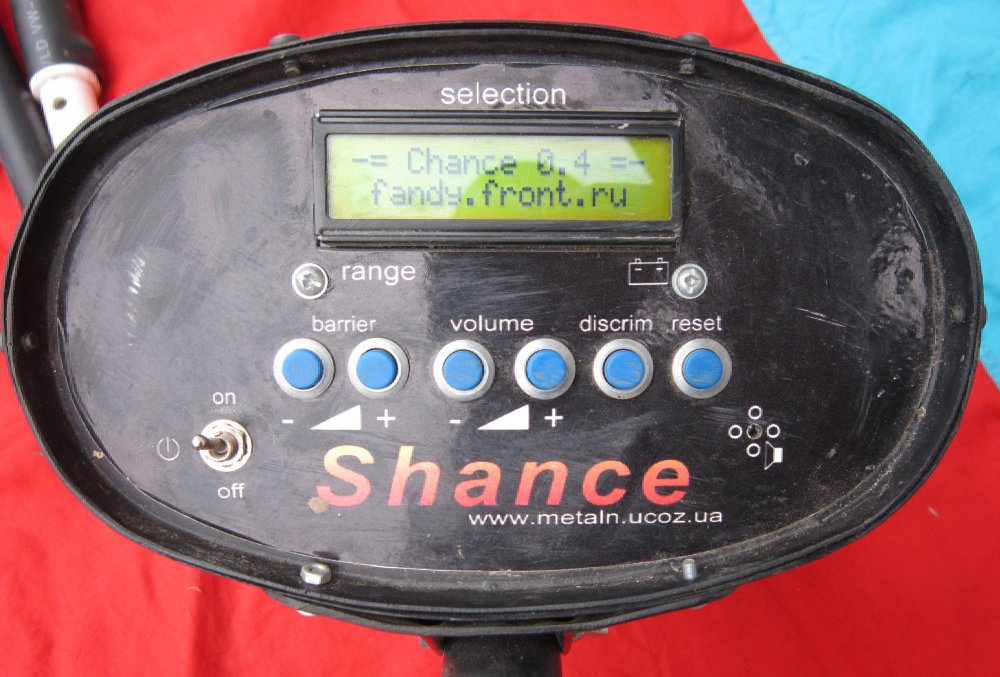 selection
-= Chance 0.4 =-
fandy.front.ru
range
barrier volume discrim reset
- + - +
on
off
Shance
www.metaln.ucoz.ua